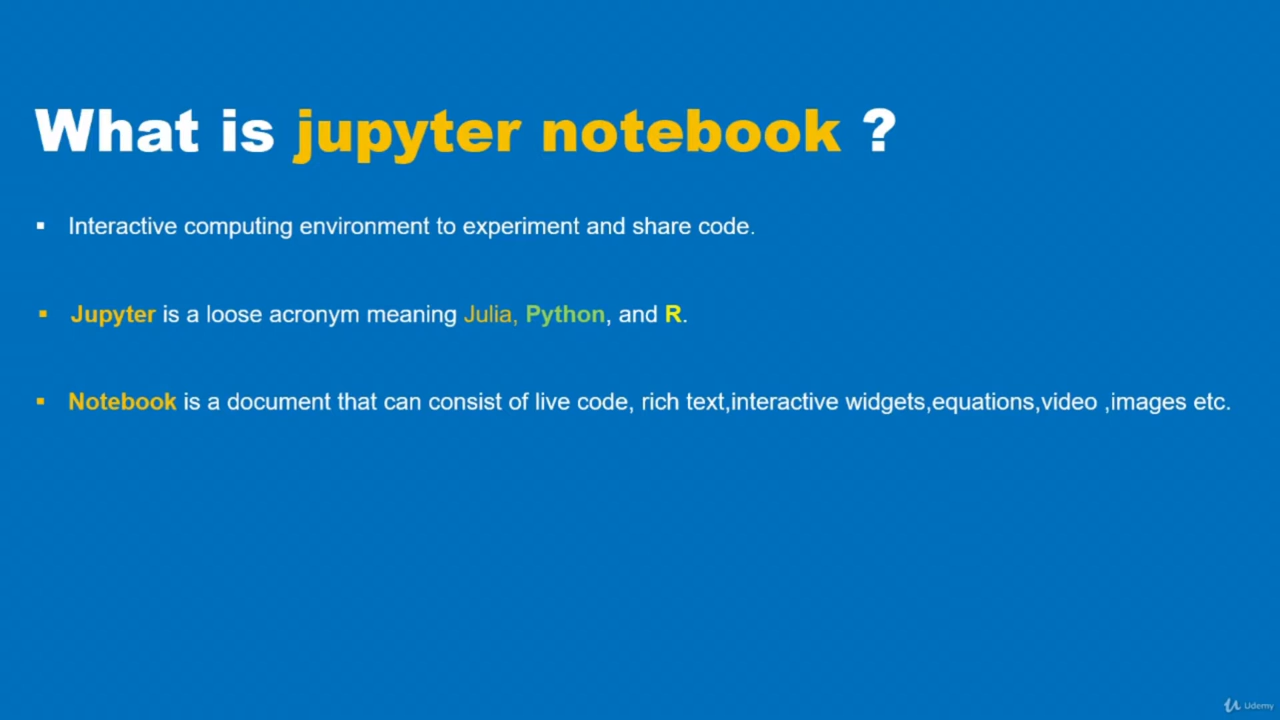 What is jupyter notebook ?
▪ Interactive computing environment to experiment and share code.
▪ Jupyter is a loose acronym meaning Julia, Python, and R.
▪ Notebook is a document that can consist of live code, rich text,interactive widgets,equations,video ,images etc.
Udemy